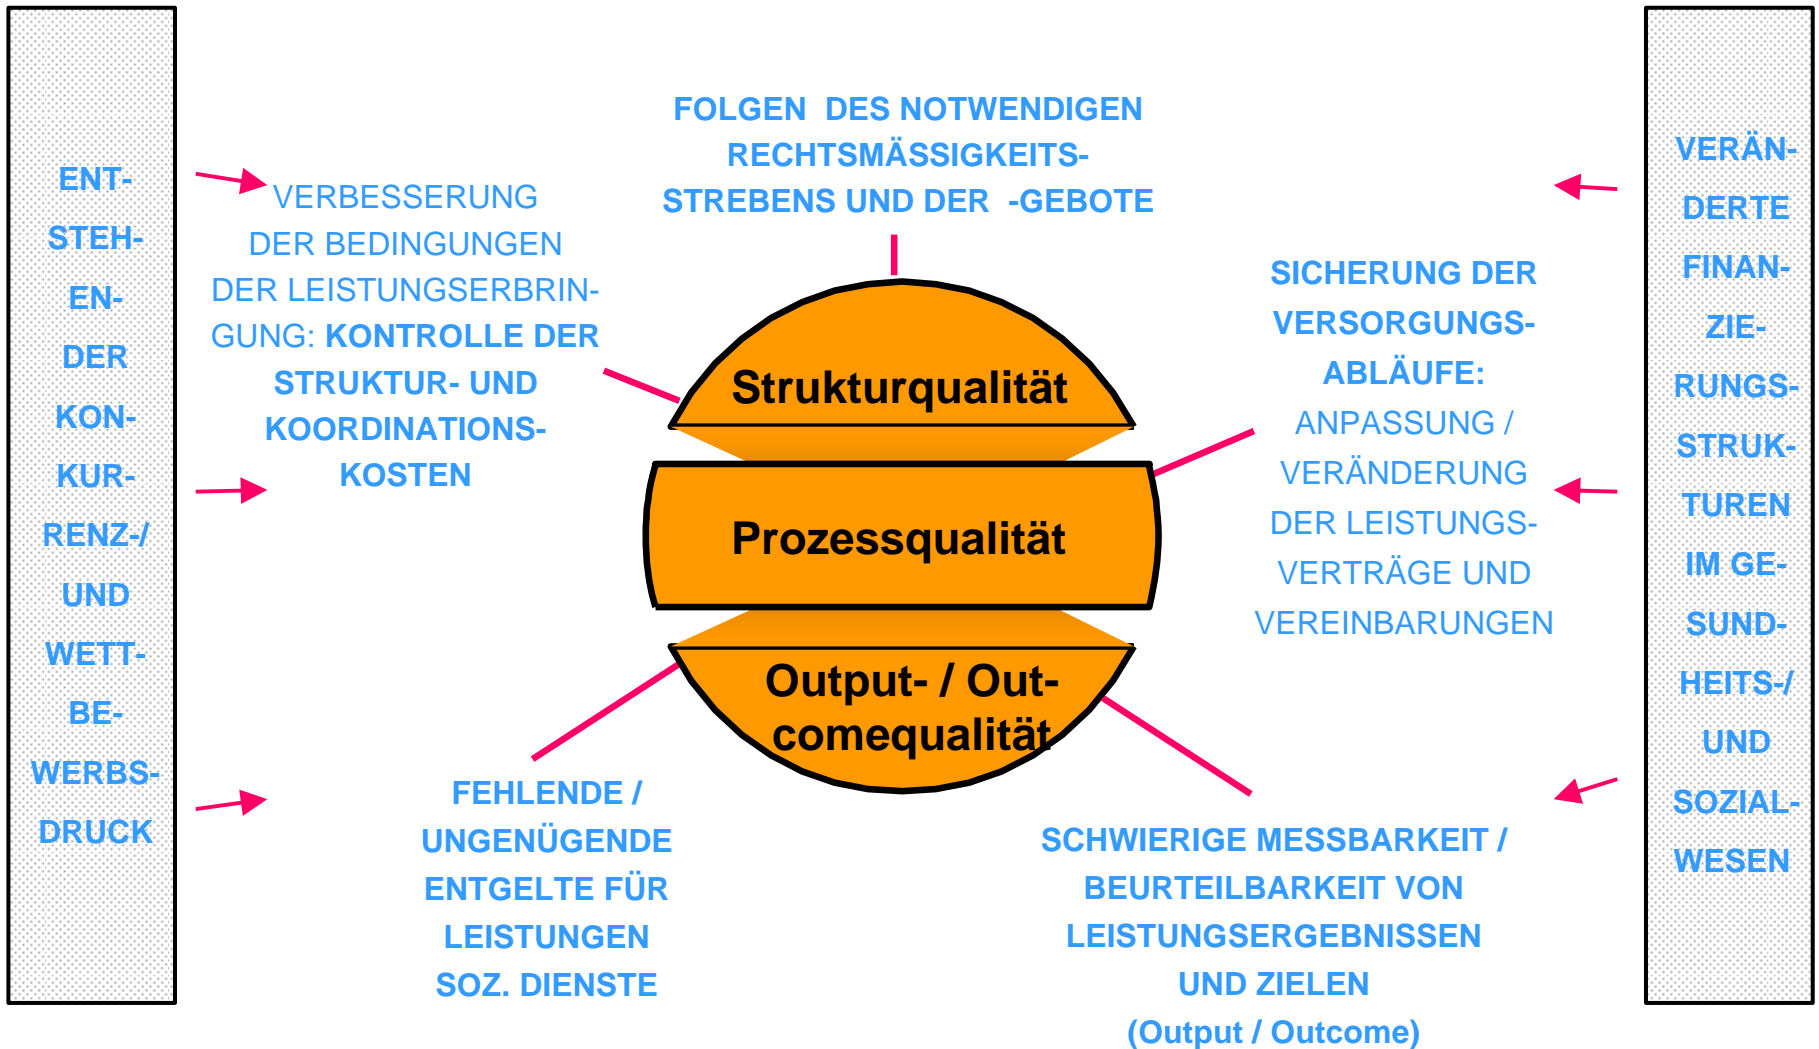 ENT-
STEH-
EN-
DER
KON-
KUR-
RENZ-/
UND
WETT-
BE-
WERBS-
DRUCK
VERBESSERUNG
DER BEDINGUNGEN
DER LEISTUNGSERBRIN-
GUNG: KONTROLLE DER
STRUKTUR- UND
KOORDINATIONS-
KOSTEN
FOLGEN DES NOTWENDIGEN
RECHTSMÄSSIGKEITS-
STREBENS UND DER -GEBOTE
Strukturqualität
Prozessqualität
Output- / Out-
comequalität
SICHERUNG DER
VERSORGUNGS-
ABLÄUFE:
ANPASSUNG /
VERÄNDERUNG
DER LEISTUNGS-
VERTRÄGE UND
VEREINBARUNGEN
FEHLENDE /
UNGENÜGENDE
ENTGELTE FÜR
LEISTUNGEN
SOZ. DIENSTE
SCHWIERIGE MESSBARKEIT /
BEURTEILBARKEIT VON
LEISTUNGSERGEBNISSEN
UND ZIELEN
(Output / Outcome)
VERÄN-
DERTE
FINAN-
ZIE-
RUNGS-
STRUK-
TUREN
IM GE-
SUND-
HEITS-/
UND
SOZIAL-
WESEN